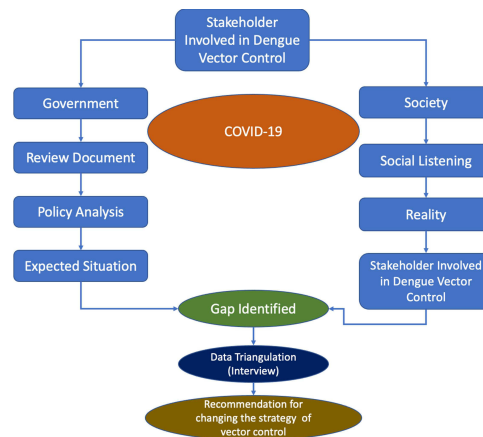 Stakeholder
Involved in Dengue
Vector Control
Government
Society
COVID-19
Review Document
Social Listening
Policy Analysis
Reality
Expected Situation
Stakeholder Involved
in Dengue Vector
Control
Gap Identified
Data Triangulation
(Interview)
Recommendation for
changing the strategy of
vector control